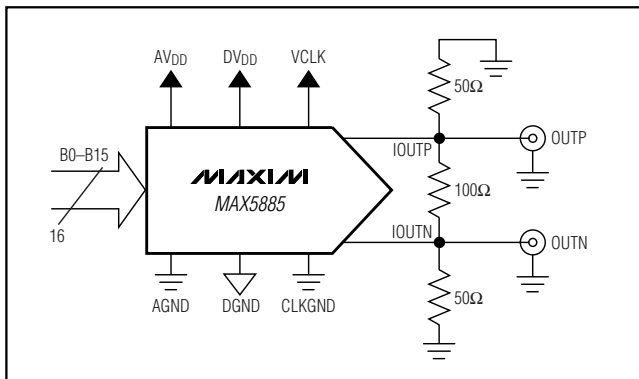 AVDD DVDD VCLK
50Ω
IOUTP OUTP
B0–B15
MAXIM
MAX5885
100Ω
16
IOUTN OUTN
50Ω
AGND DGND CLKGND